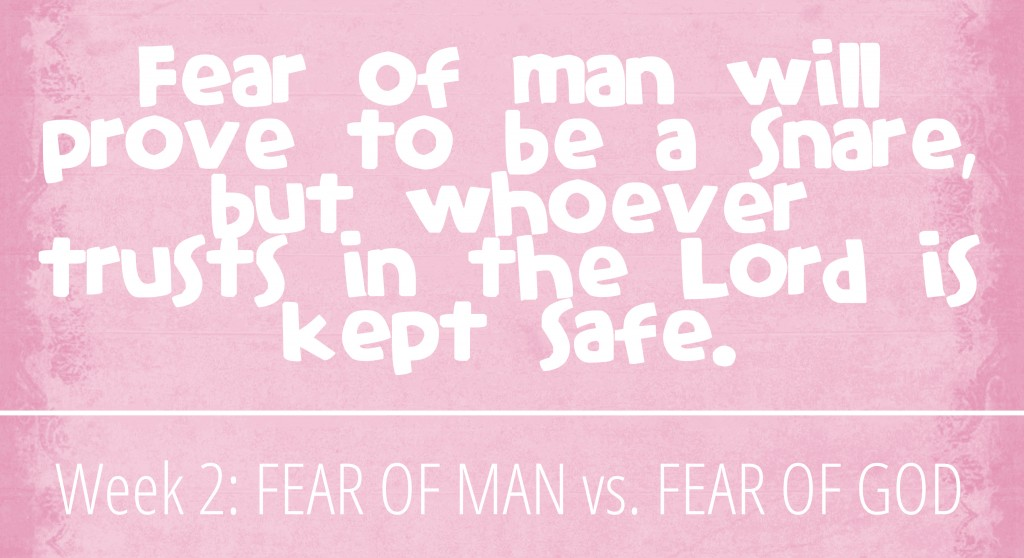 Fear of man will
prove to be a snare,
but whoever
trusts in the Lord is
kept safe.
Week 2: FEAR OF MAN vs. FEAR OF GOD